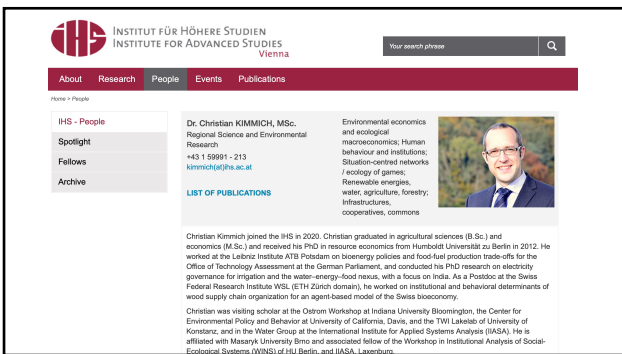 INSTITUT FÜR HÖHERE STUDIEN
INSTITUTE FOR ADVANCED STUDIES
Vienna
Your search phrase
About Research People Events Publications
Home > People
IHS - People
Spotlight
Fellows
Archive
Dr. Christian KIMMICH, MSc.
Regional Science and Environmental
Research
+43 1 59991 - 213
kimmich(at)ihs.ac.at
LIST OF PUBLICATIONS
Environmental economics
and ecological
macroeconomics; Human
behaviour and institutions;
Situation-centred networks
/ ecology of games;
Renewable energies,
water, agriculture, forestry;
Infrastructures,
cooperatives, commons
Christian Kimmich joined the IHS in 2020. Christian graduated in agricultural sciences (B.Sc.) and
economics (M.Sc.) and received his PhD in resource economics from Humboldt Universität zu Berlin in 2012. He
worked at the Leibniz Institute ATB Potsdam on bioenergy policies and food-fuel production trade-offs for the
Office of Technology Assessment at the German Parliament, and conducted his PhD research on electricity
governance for irrigation and the water–energy–food nexus, with a focus on India. As a Postdoc at the Swiss
Federal Research Institute WSL (ETH Zürich domain), he worked on institutional and behavioral determinants of
wood supply chain organization for an agent-based model of the Swiss bioeconomy.
Christian was visiting scholar at the Ostrom Workshop at Indiana University Bloomington, the Center for
Environmental Policy and Behavior at University of California, Davis, and the TWI Lakelab of University of
Konstanz, and in the Water Group at the International Institute for Applied Systems Analysis (IIASA). He is
affiliated with Masaryk University Brno and associated fellow of the Workshop in Institutional Analysis of Social-
Ecological Systems (WINS) of HU Berlin, and IIASA, Laxenburg.